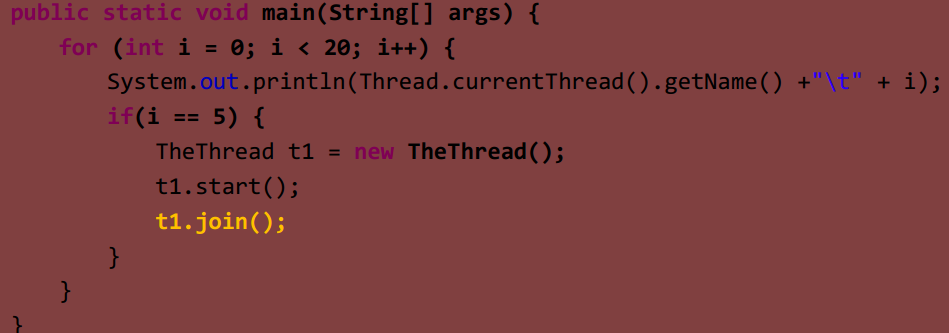 public static void main(String[] args) {
for (int i = 0; i < 20; i++) {
System.out.println(Thread.currentThread().getName() +"\t" + i);
if(i == 5) {
TheThread t1 = new TheThread();
t1.start();
t1.join();
}
}
}